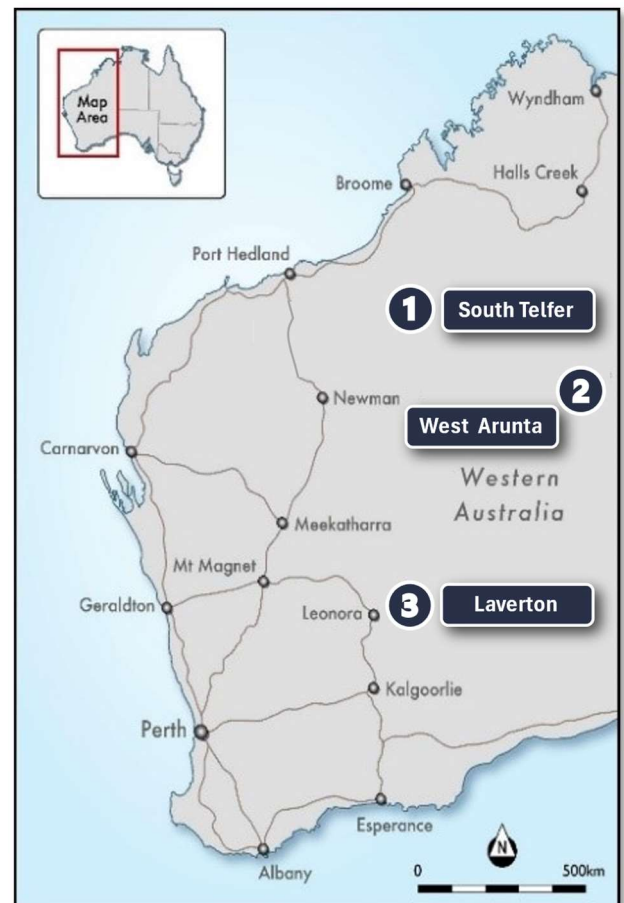 Map
Area
Wyndham
Halls Creek
Broome
Port Hedland
1 South Telfer
2
Newman
West Arunta
Carnarvon
Western
Australia
Meekatharra
Mt Magnet
Geraldton
Leonora
3 Laverton
Kalgoorlie
Perth
Esperance
N
Albany
0 500km